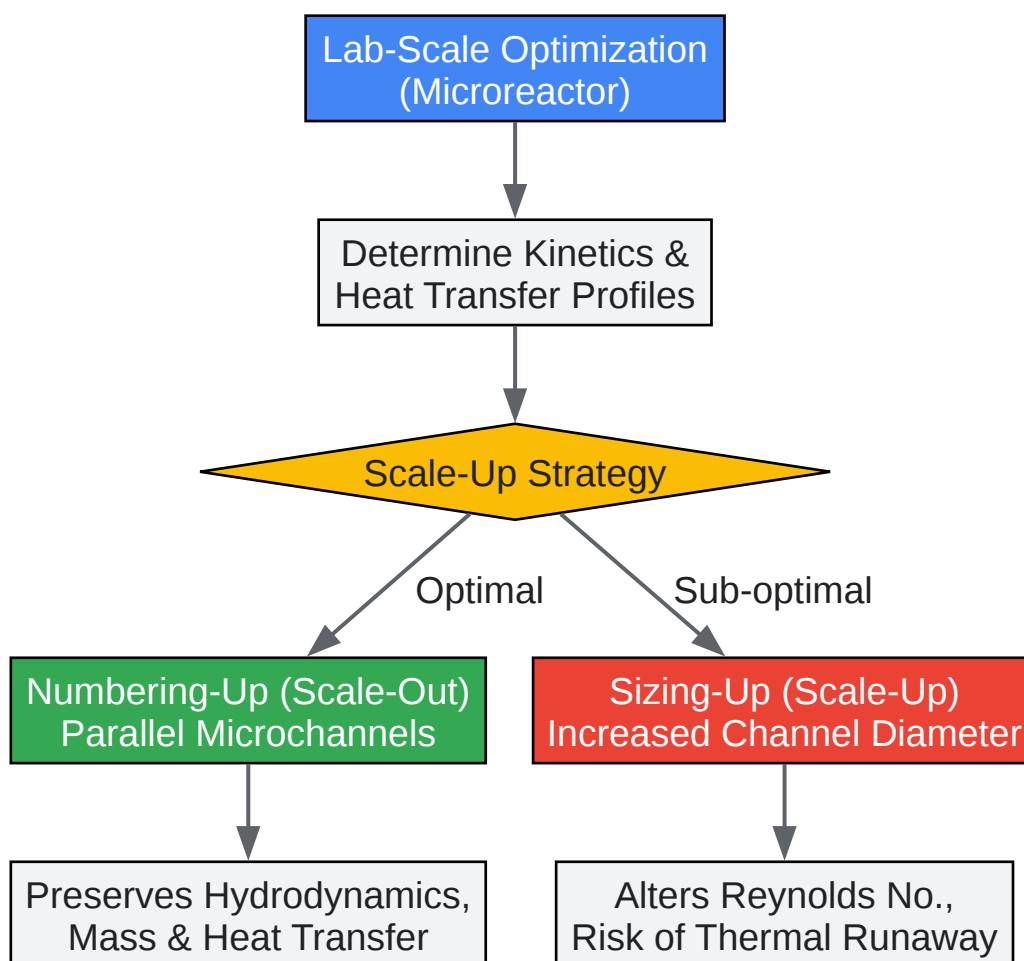 Lab-Scale Optimization
(Microreactor)
Determine Kinetics &
Heat Transfer Profiles
Scale-Up Strategy
Optimal
Sub-optimal
Numbering-Up (Scale-Out)
Parallel Microchannels
Sizing-Up (Scale-Up)
Increased Channel Diameter
Preserves Hydrodynamics,
Mass & Heat Transfer
Alters Reynolds No.,
Risk of Thermal Runaway